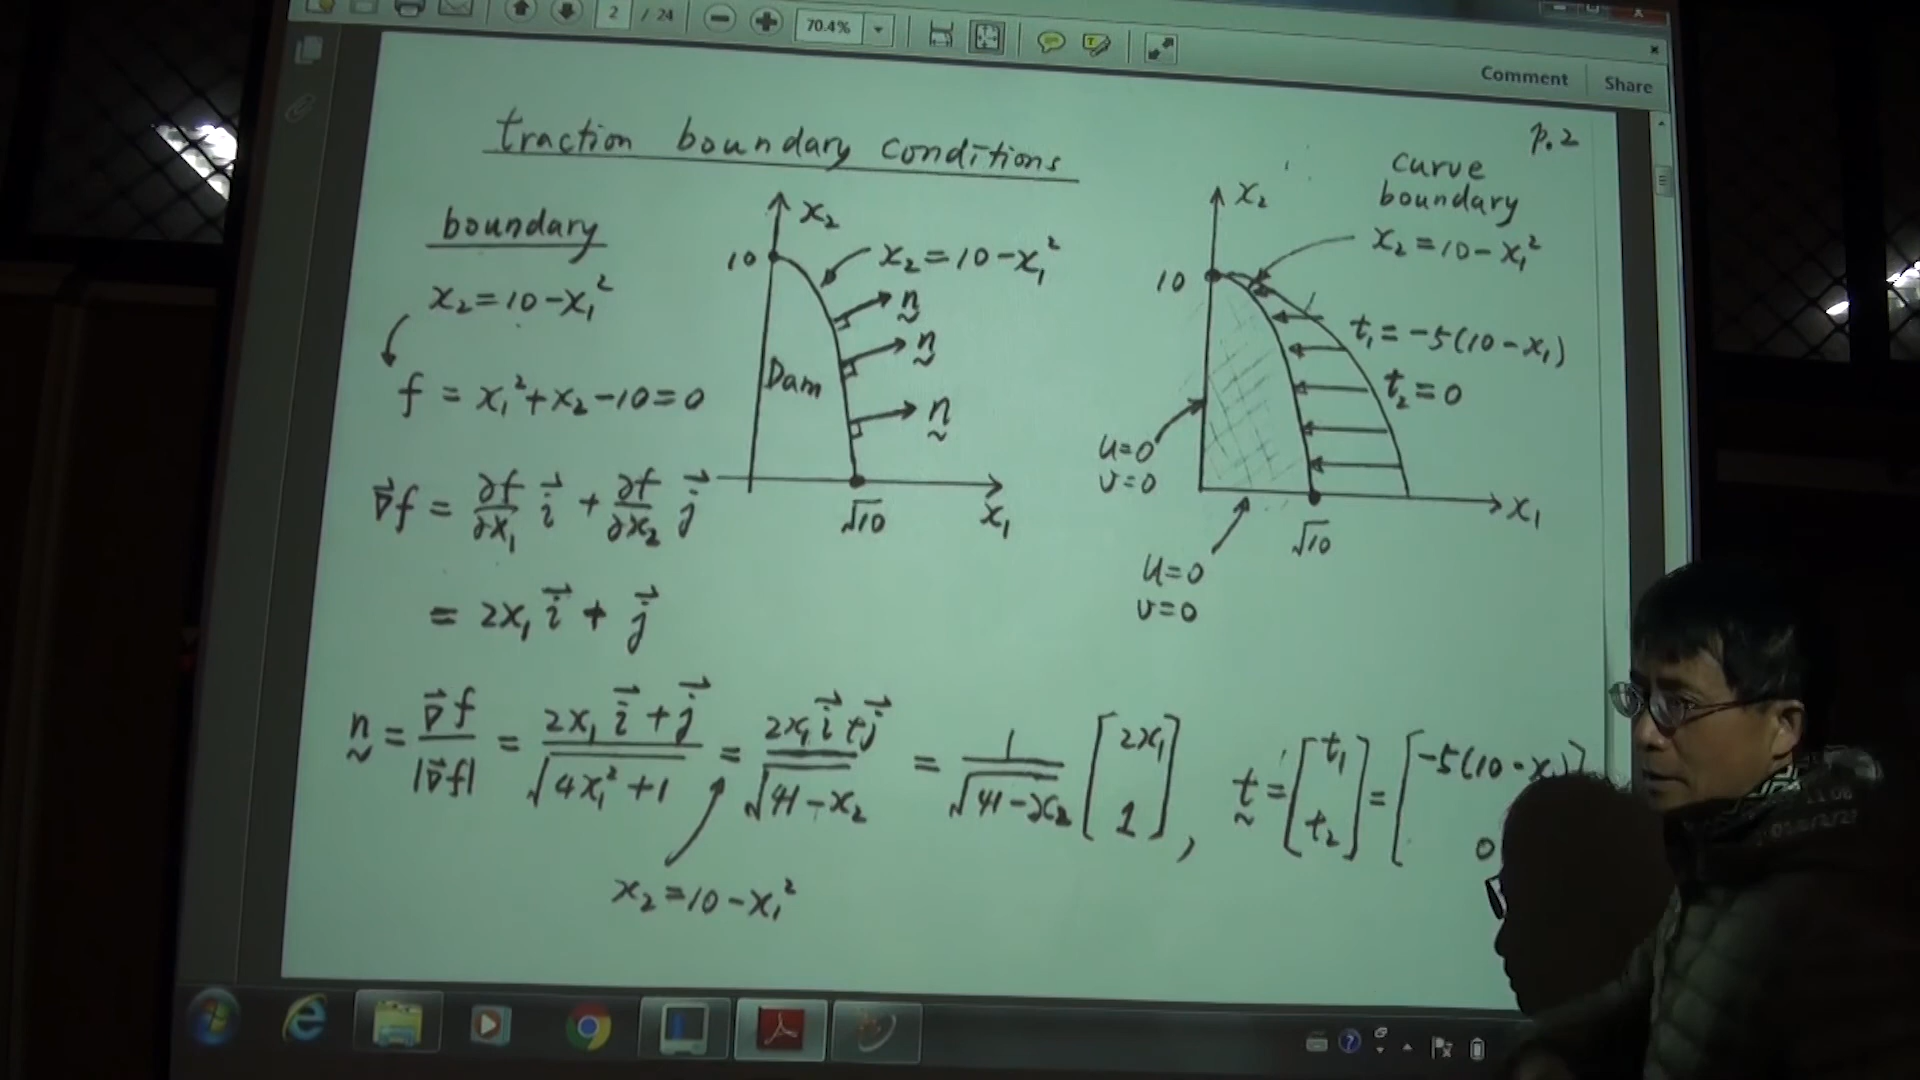 2 / 24
70.4%
Comment
Share
p.2
traction boundary conditions
boundary
x₂ = 10 - x₁²
f = x₁² + x₂ - 10 = 0
∇⃗f = ∂f/∂x₁ i⃗ + ∂f/∂x₂ j⃗
= 2x₁ i⃗ + j⃗
x₂
10
x₂ = 10 - x₁²
n
n
n
Dam
√10
x₁
curve
boundary
x₂ = 10 - x₁²
x₂
10
t₁ = -5(10 - x₁)
t₂ = 0
u=0
v=0
√10
x₁
u=0
v=0
n = ∇⃗f / |∇⃗f| = (2x₁ i⃗ + j⃗) / √(4x₁² + 1) = (2x₁ i⃗ + j⃗) / √(41 - x₂) = 1/√(41 - x₂) [2x₁ 1], t = [t₁ t₂] = [-5(10 - x₁) 0
x₂ = 10 - x₁²